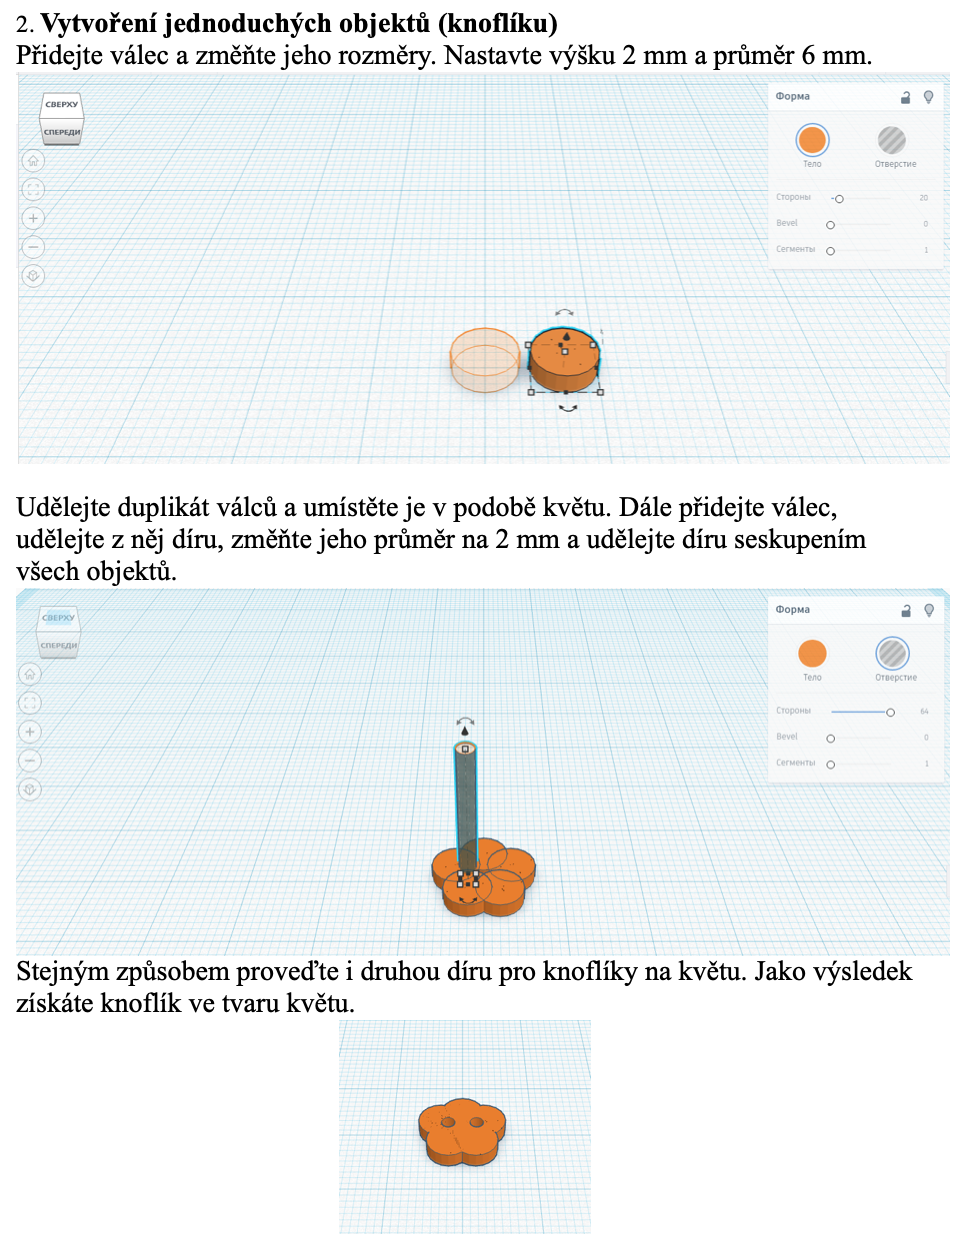 2. Vytvoření jednoduchých objektů (knoflíku)
Přidejte válec a změňte jeho rozměry. Nastavte výšku 2 mm a průměr 6 mm.
СВЕРХУ
СПЕРЕДИ
Форма
Тело
Отверстие
Стороны 20
Bevel 0
Сегменты 1
Udělejte duplikát válců a umístěte je v podobě květu. Dále přidejte válec,
udělejte z něj díru, změňte jeho průměr na 2 mm a udělejte díru seskupením
všech objektů.
СВЕРХУ
СПЕРЕДИ
Форма
Тело
Отверстие
Стороны 64
Bevel 0
Сегменты 1
Stejným způsobem proveďte i druhou díru pro knoflíky na květu. Jako výsledek
získáte knoflík ve tvaru květu.